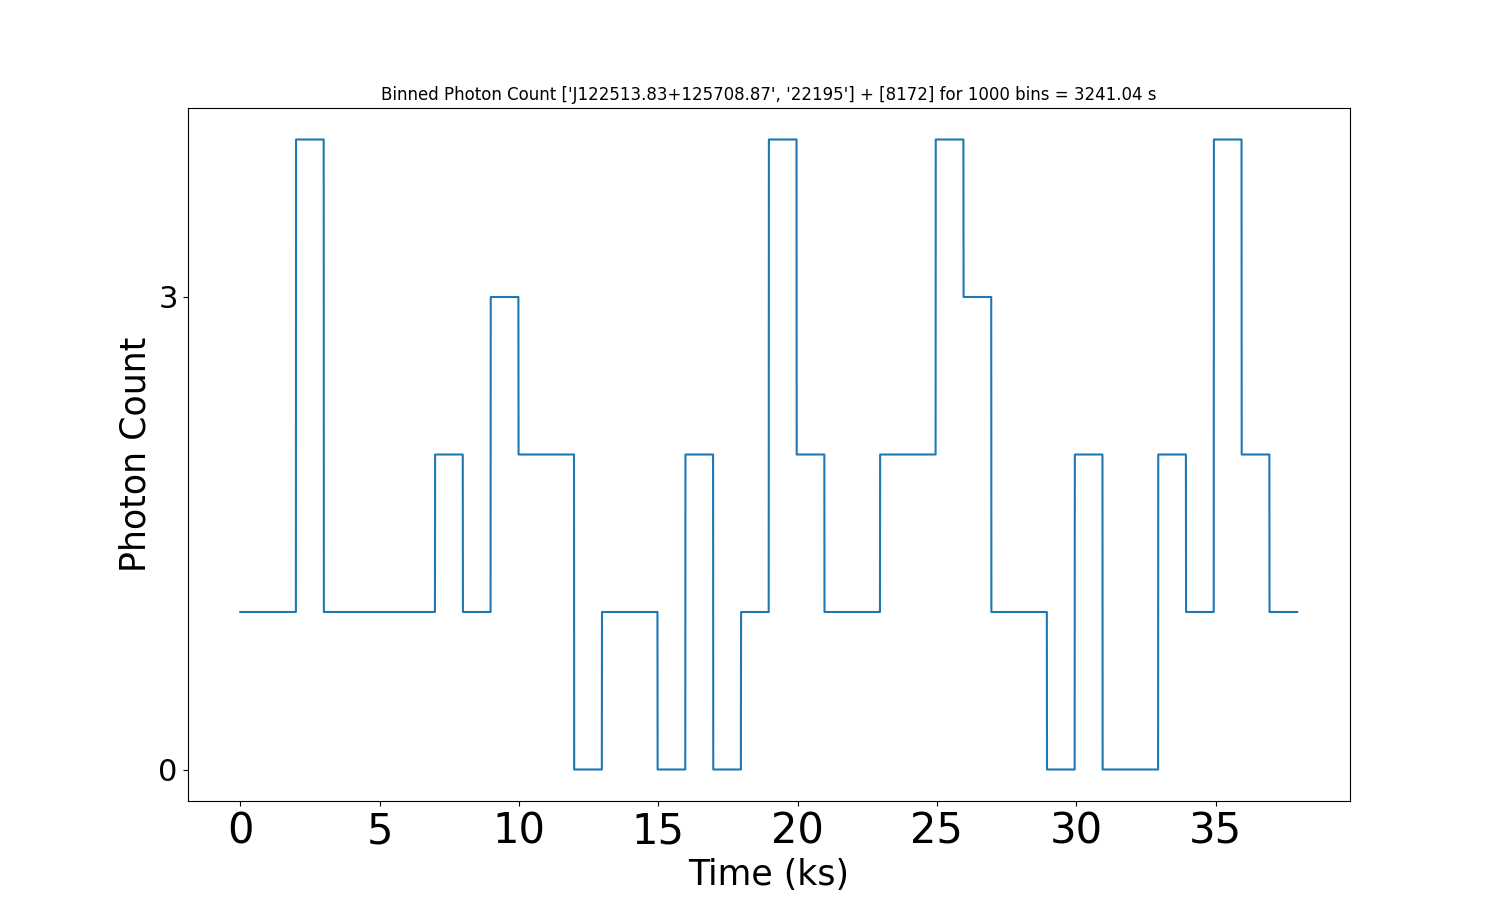 Binned Photon Count ['J122513.83+125708.87', '22195'] + [8172] for 1000 bins = 3241.04 s
Photon Count
3
0
0 5 10 15 20 25 30 35
Time (ks)